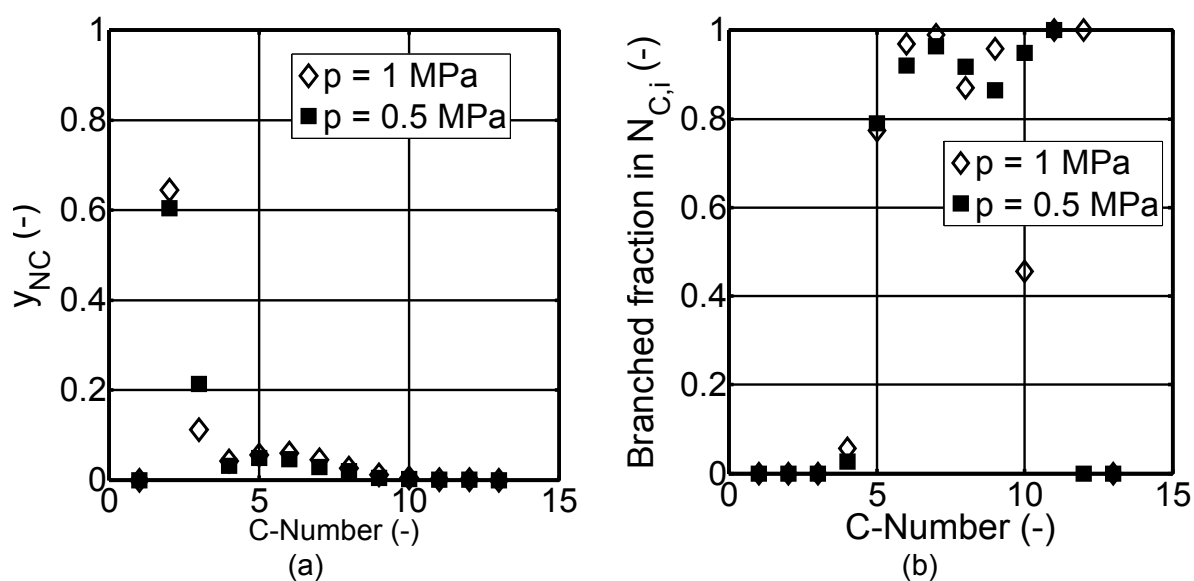 1
0.8
0.6
0.4
0.2
0
y_NC (-)
p = 1 MPa
p = 0.5 MPa
0 5 10 15
C-Number (-)
(a)
1
0.8
0.6
0.4
0.2
0
Branched fraction in N_C,i (-)
p = 1 MPa
p = 0.5 MPa
0 5 10 15
C-Number (-)
(b)